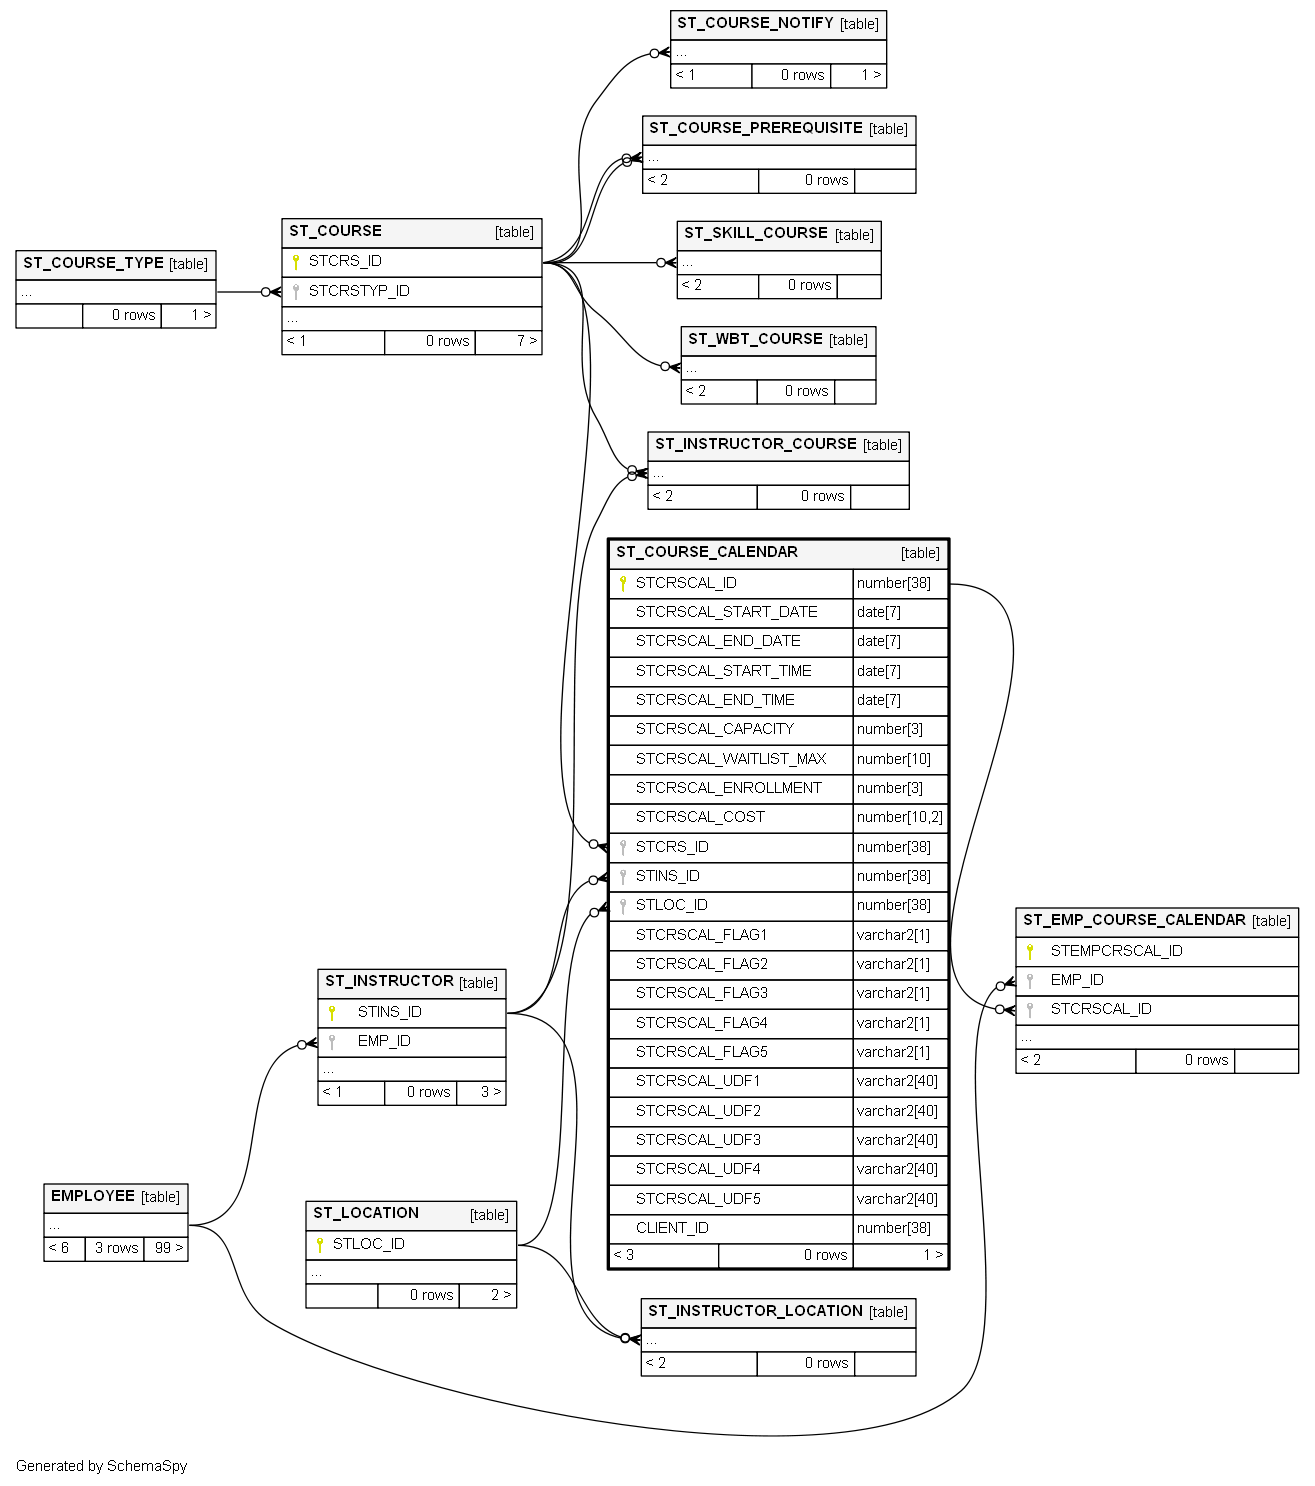 ST_COURSE_NOTIFY [table]
...
< 1 0 rows 1 >
ST_COURSE_PREREQUISITE [table]
...
< 2 0 rows
ST_COURSE [table]
STCRS_ID
STCRSTYP_ID
...
< 1 0 rows 7 >
ST_SKILL_COURSE [table]
...
< 2 0 rows
ST_COURSE_TYPE [table]
...
0 rows 1 >
ST_WBT_COURSE [table]
...
< 2 0 rows
ST_INSTRUCTOR_COURSE [table]
...
< 2 0 rows
ST_COURSE_CALENDAR [table]
STCRSCAL_ID number[38]
STCRSCAL_START_DATE date[7]
STCRSCAL_END_DATE date[7]
STCRSCAL_START_TIME date[7]
STCRSCAL_END_TIME date[7]
STCRSCAL_CAPACITY number[3]
STCRSCAL_WAITLIST_MAX number[10]
STCRSCAL_ENROLLMENT number[3]
STCRSCAL_COST number[10,2]
STCRS_ID number[38]
STINS_ID number[38]
STLOC_ID number[38]
STCRSCAL_FLAG1 varchar2[1]
STCRSCAL_FLAG2 varchar2[1]
STCRSCAL_FLAG3 varchar2[1]
STCRSCAL_FLAG4 varchar2[1]
STCRSCAL_FLAG5 varchar2[1]
STCRSCAL_UDF1 varchar2[40]
STCRSCAL_UDF2 varchar2[40]
STCRSCAL_UDF3 varchar2[40]
STCRSCAL_UDF4 varchar2[40]
STCRSCAL_UDF5 varchar2[40]
CLIENT_ID number[38]
< 3 0 rows 1 >
ST_EMP_COURSE_CALENDAR [table]
STEMPCRSCAL_ID
EMP_ID
STCRSCAL_ID
...
< 2 0 rows
ST_INSTRUCTOR [table]
STINS_ID
EMP_ID
...
< 1 0 rows 3 >
EMPLOYEE [table]
...
< 6 3 rows 99 >
ST_LOCATION [table]
STLOC_ID
...
0 rows 2 >
ST_INSTRUCTOR_LOCATION [table]
...
< 2 0 rows
Generated by SchemaSpy